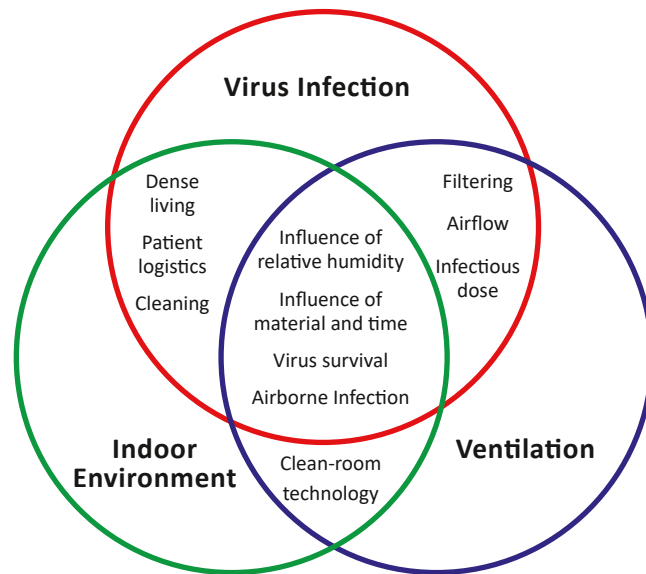 Virus Infection
Dense
living
Patient
logistics
Cleaning
Influence of
relative humidity
Influence of
material and time
Virus survival
Airborne Infection
Filtering
Airflow
Infectious
dose
Indoor
Environment
Clean-room
technology
Ventilation